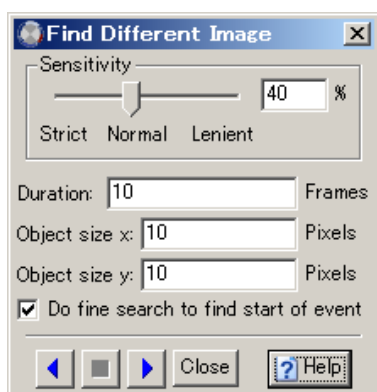 Find Different Image
Sensitivity
40 %
Strict Normal Lenient
Duration: 10 Frames
Object size x: 10 Pixels
Object size y: 10 Pixels
Do fine search to find start of event
Close ? Help